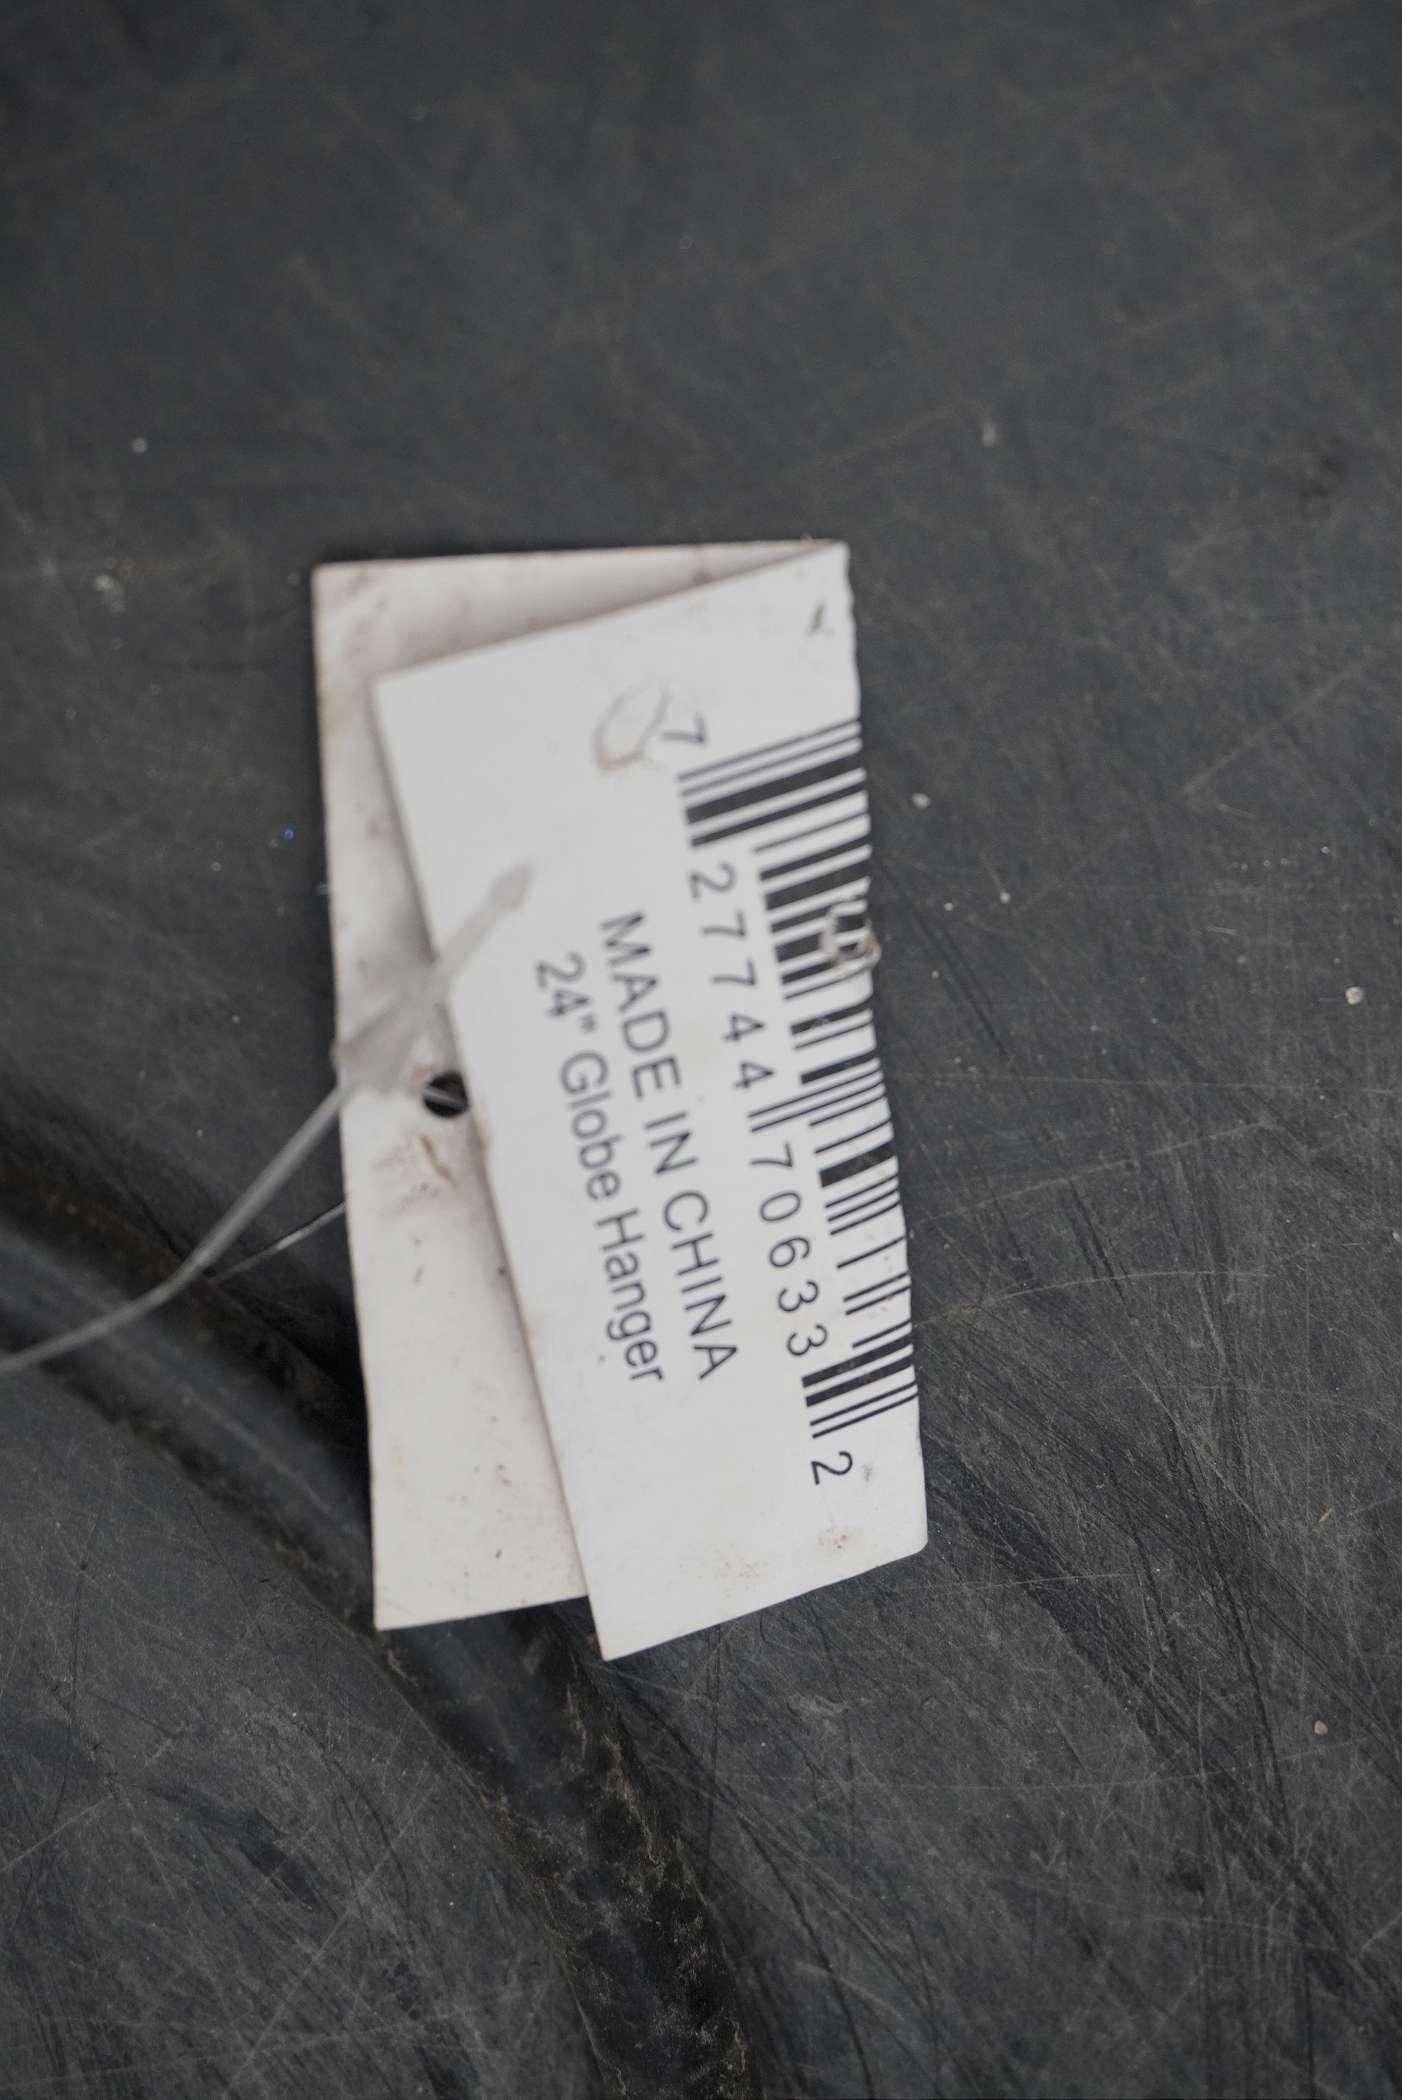 7 27744 70633 2
MADE IN CHINA
24" Globe Hanger